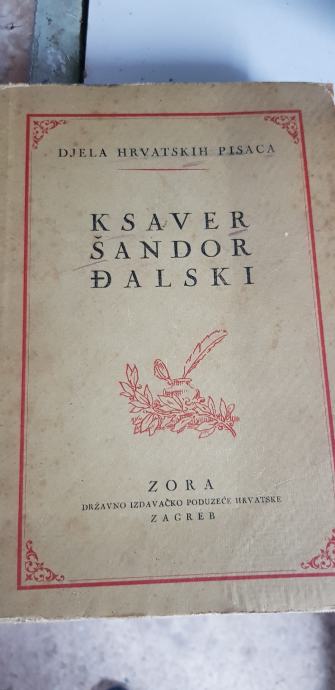 DJELA HRVATSKIH PISACA
KSAVER
ŠANDOR
ĐALSKI
ZORA
DRŽAVNO IZDAVAČKO PODUZEĆE HRVATSKE
ZAGREB